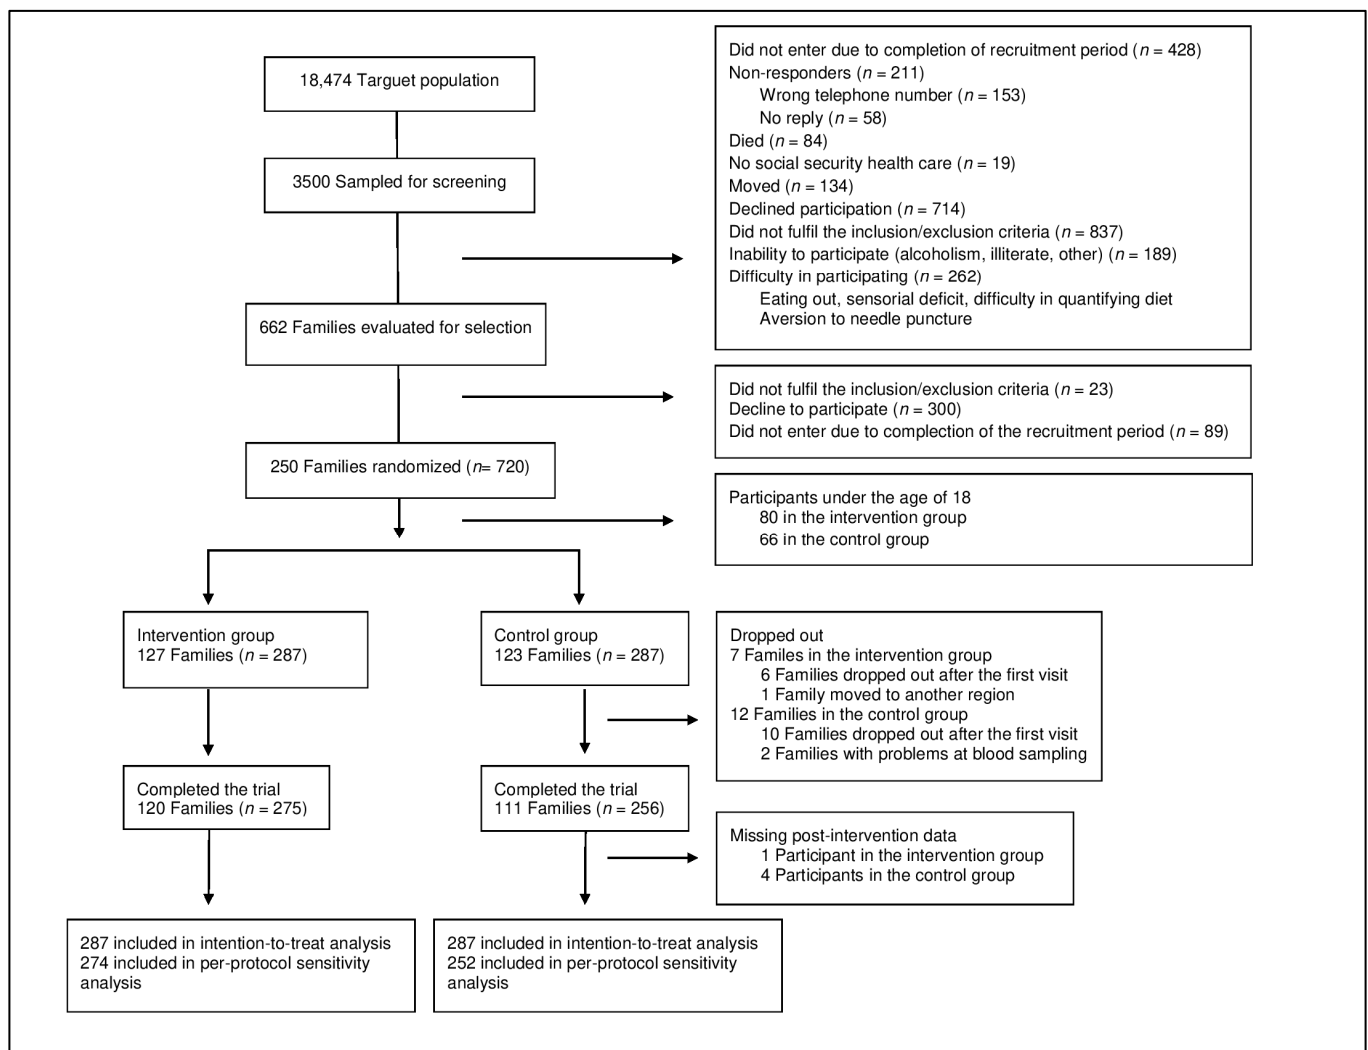 18,474 Targuet population
3500 Sampled for screening
Did not enter due to completion of recruitment period (n = 428)
Non-responders (n = 211)
Wrong telephone number (n = 153)
No reply (n = 58)
Died (n = 84)
No social security health care (n = 19)
Moved (n = 134)
Declined participation (n = 714)
Did not fulfil the inclusion/exclusion criteria (n = 837)
Inability to participate (alcoholism, illiterate, other) (n = 189)
Difficulty in participating (n = 262)
Eating out, sensorial deficit, difficulty in quantifying diet
Aversion to needle puncture
662 Families evaluated for selection
Did not fulfil the inclusion/exclusion criteria (n = 23)
Decline to participate (n = 300)
Did not enter due to complection of the recruitment period (n = 89)
250 Families randomized (n= 720)
Participants under the age of 18
80 in the intervention group
66 in the control group
Intervention group
127 Families (n = 287)
Control group
123 Families (n = 287)
Dropped out
7 Familes in the intervention group
6 Families dropped out after the first visit
1 Family moved to another region
12 Families in the control group
10 Families dropped out after the first visit
2 Families with problems at blood sampling
Completed the trial
120 Families (n = 275)
Completed the trial
111 Families (n = 256)
Missing post-intervention data
1 Participant in the intervention group
4 Participants in the control group
287 included in intention-to-treat analysis
274 included in per-protocol sensitivity
analysis
287 included in intention-to-treat analysis
252 included in per-protocol sensitivity
analysis